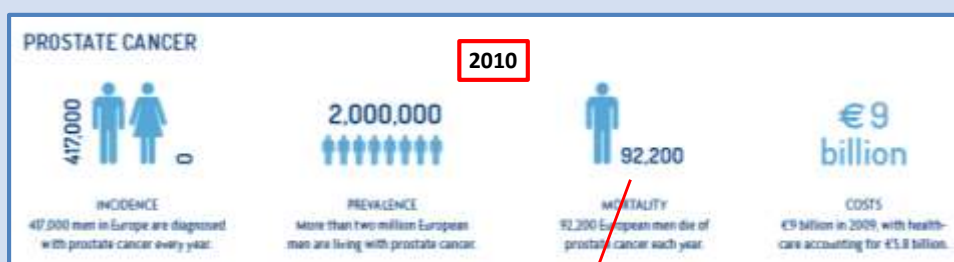 PROSTATE CANCER
2010
417,000
0
2,000,000
92,200
€9
billion
INCIDENCE
417,000 men in Europe are diagnosed
with prostate cancer every year.
PREVALENCE
More than two million European
men are living with prostate cancer.
MORTALITY
92,200 European men die of
prostate cancer each year.
COSTS
€9 billion in 2009, with health-
care accounting for €5.8 billion.